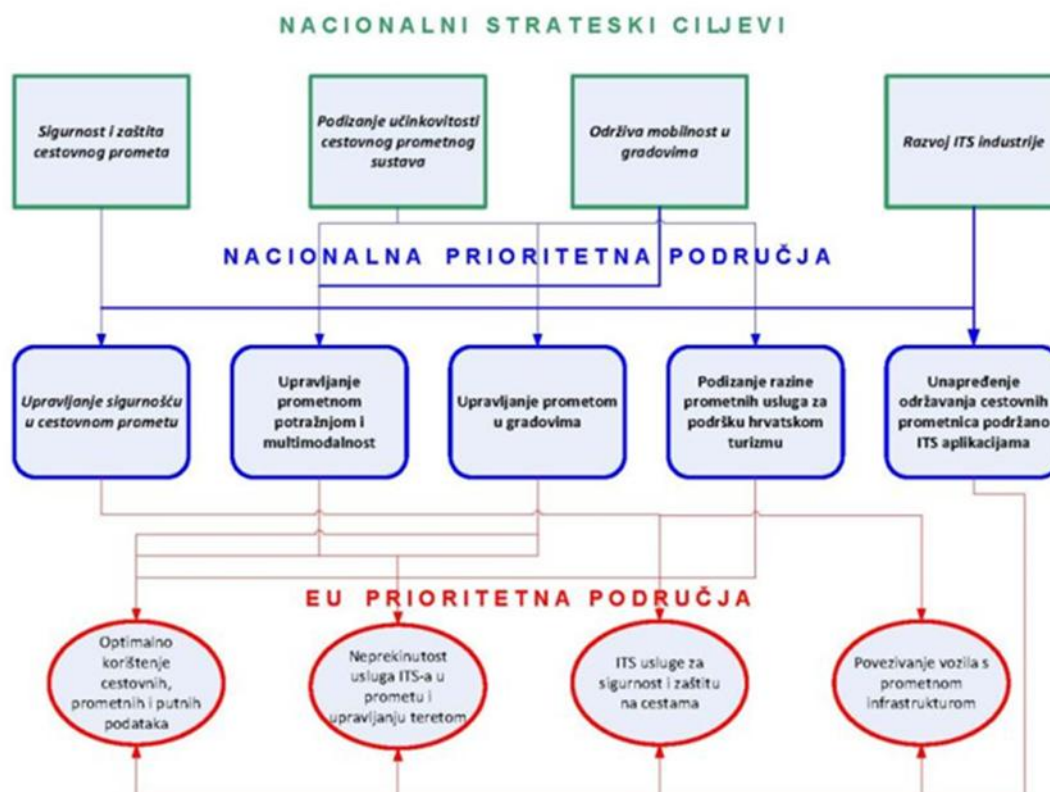 NACIONALNI STRATESKI CILJEVI
Sigurnost i zaštita
cestovnog prometa
Podizanje učinkovitosti
cestovnog prometnog
sustava
Održiva mobilnost u
gradovima
Razvoj ITS industrije
NACIONALNA PRIORITETNA PODRUČJA
Upravljanje sigurnošću
u cestovnom prometu
Upravljanje
prometnom
potražnjom i
multimodalnost
Upravljanje prometom
u gradovima
Podizanje razine
prometnih usluga za
podršku hrvatskom
turizmu
Unapređenje
održavanja cestovnih
prometnica podržano
ITS aplikacijama
EU PRIORITETNA PODRUČJA
Optimalno
korištenje
cestovnih,
prometnih i putnih
podataka
Neprekinutost
usluga ITS-a u
prometu i
upravljanju teretom
ITS usluge za
sigurnost i zaštitu
na cestama
Povezivanje vozila s
prometnom
infrastrukturom